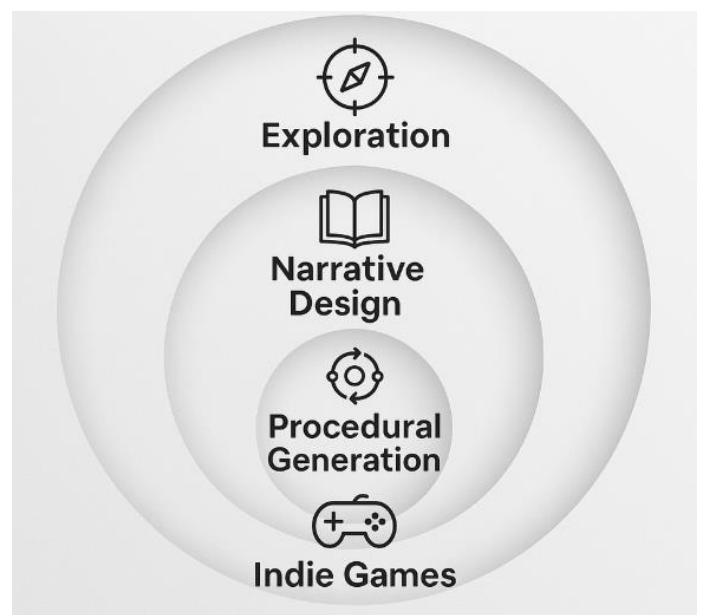 Exploration
Narrative
Design
Procedural
Generation
Indie Games